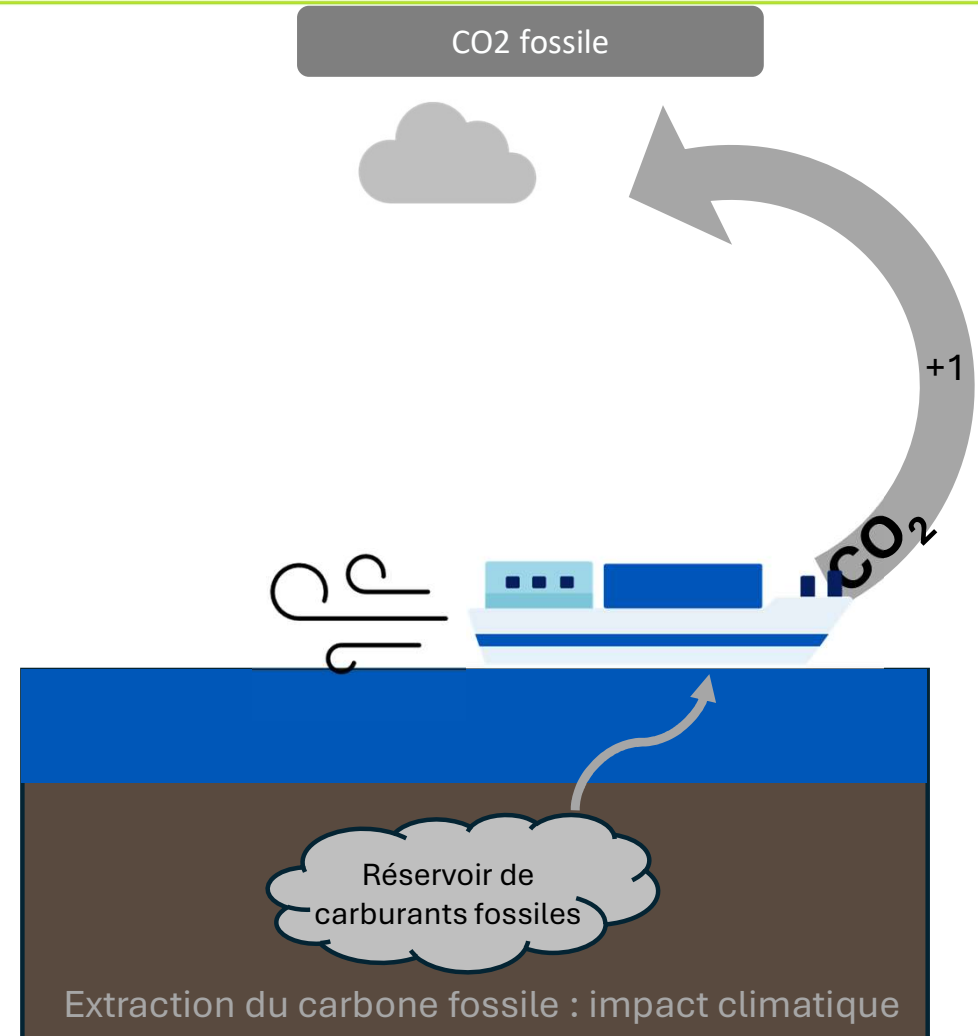 CO2 fossile
+1
CO₂
Réservoir de
carburants fossiles
Extraction du carbone fossile : impact climatique